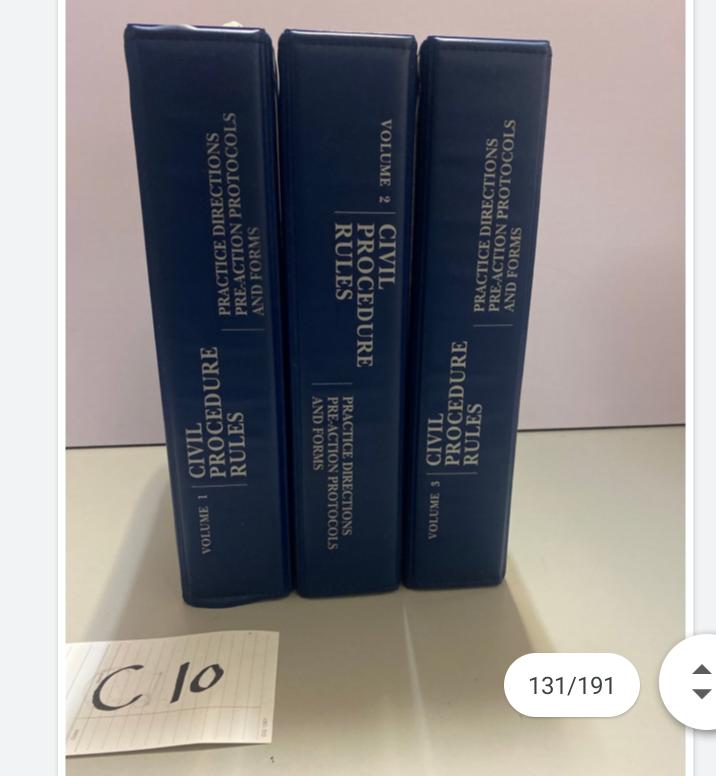 PRACTICE DIRECTIONS
PRE-ACTION PROTOCOLS
AND FORMS
CIVIL
PROCEDURE
RULES
VOLUME 1
VOLUME 2
CIVIL
PROCEDURE
RULES
PRACTICE DIRECTIONS
PRE-ACTION PROTOCOLS
AND FORMS
PRACTICE DIRECTIONS
PRE-ACTION PROTOCOLS
AND FORMS
CIVIL
PROCEDURE
RULES
VOLUME 3
C 10
131/191